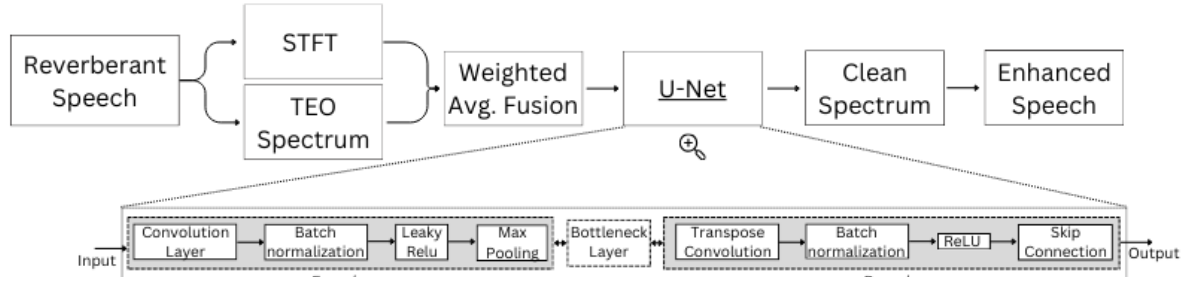 Reverberant
Speech
STFT
TEO
Spectrum
Weighted
Avg. Fusion
U-Net
Clean
Spectrum
Enhanced
Speech
Input
Convolution
Layer
Batch
normalization
Leaky
Relu
Max
Pooling
Bottleneck
Layer
Transpose
Convolution
Batch
normalization
ReLU
Skip
Connection
Output